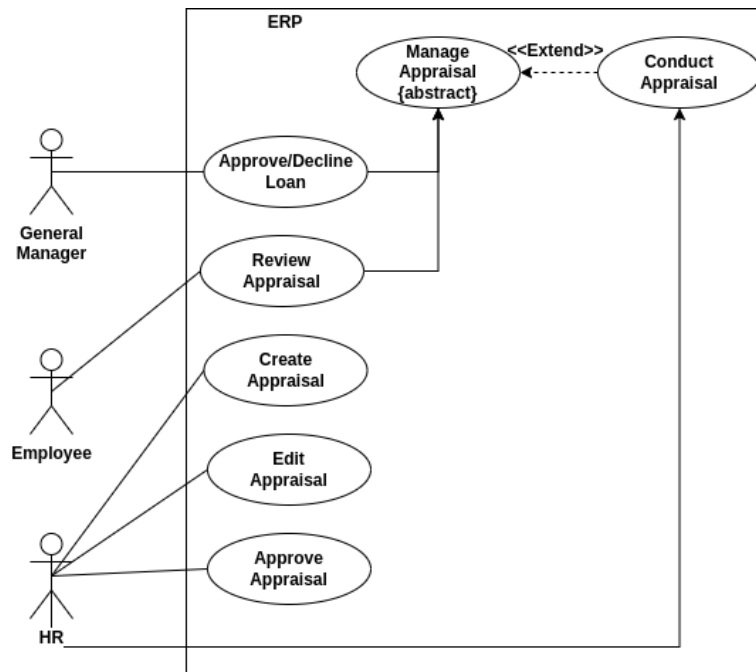 ERP
Manage
Appraisal
{abstract}
<<Extend>>
Conduct
Appraisal
Approve/Decline
Loan
General
Manager
Review
Appraisal
Create
Appraisal
Employee
Edit
Appraisal
Approve
Appraisal
HR